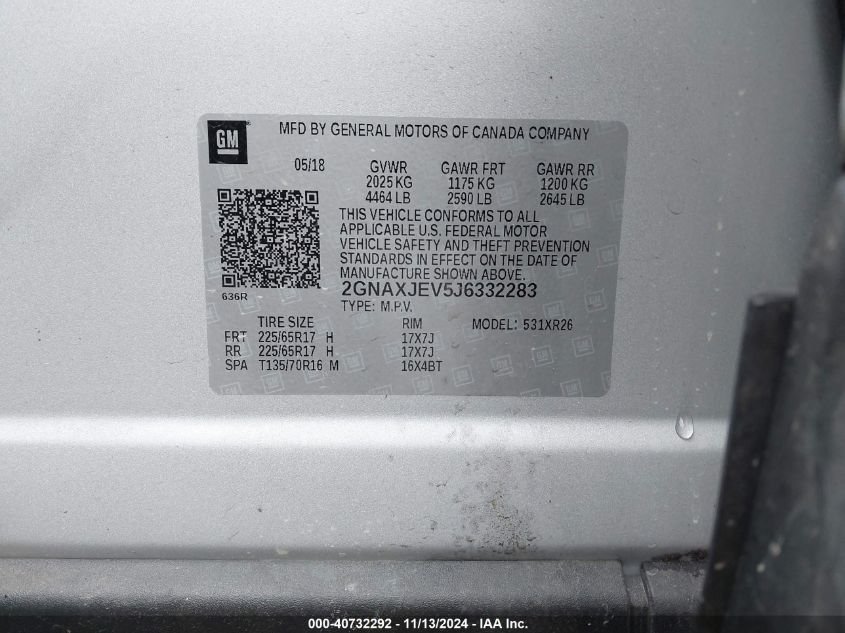 GM
MFD BY GENERAL MOTORS OF CANADA COMPANY
05/18 GVWR GAWR FRT GAWR RR
2025 KG 1175 KG 1200 KG
4464 LB 2590 LB 2645 LB
THIS VEHICLE CONFORMS TO ALL
APPLICABLE U.S. FEDERAL MOTOR
VEHICLE SAFETY AND THEFT PREVENTION
STANDARDS IN EFFECT ON THE DATE OF
MANUFACTURE SHOWN ABOVE.
636R
2GNAXJEV5J6332283
TYPE: M.P.V.
TIRE SIZE RIM MODEL: 531XR26
FRT 225/65R17 H 17X7J
RR 225/65R17 H 17X7J
SPA T135/70R16 M 16X4BT
000-40732292 - 11/13/2024 - IAA Inc.